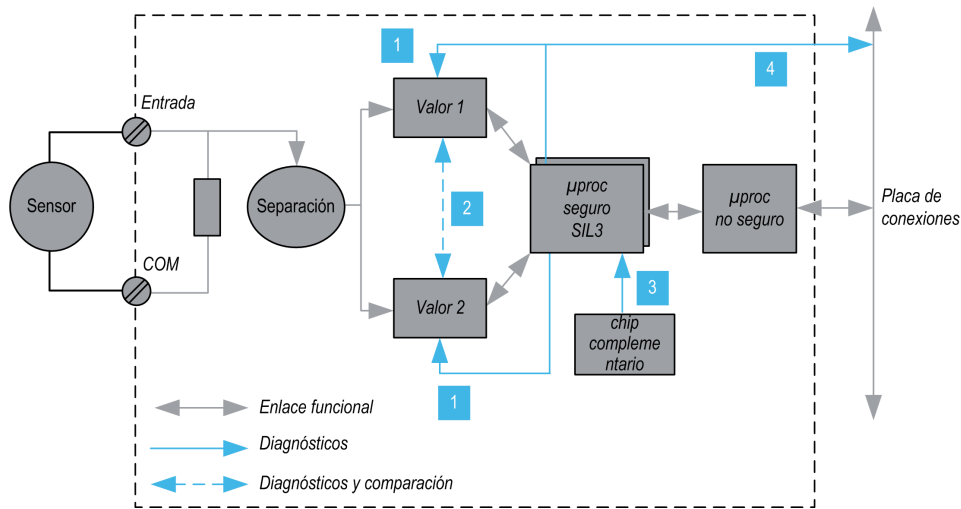 1
4
Entrada
Valor 1
Sensor
Separación
2
µproc
seguro
SIL3
µproc
no seguro
Placa de
conexiones
COM
Valor 2
3
chip
compleme
ntario
1
Enlace funcional
Diagnósticos
Diagnósticos y comparación